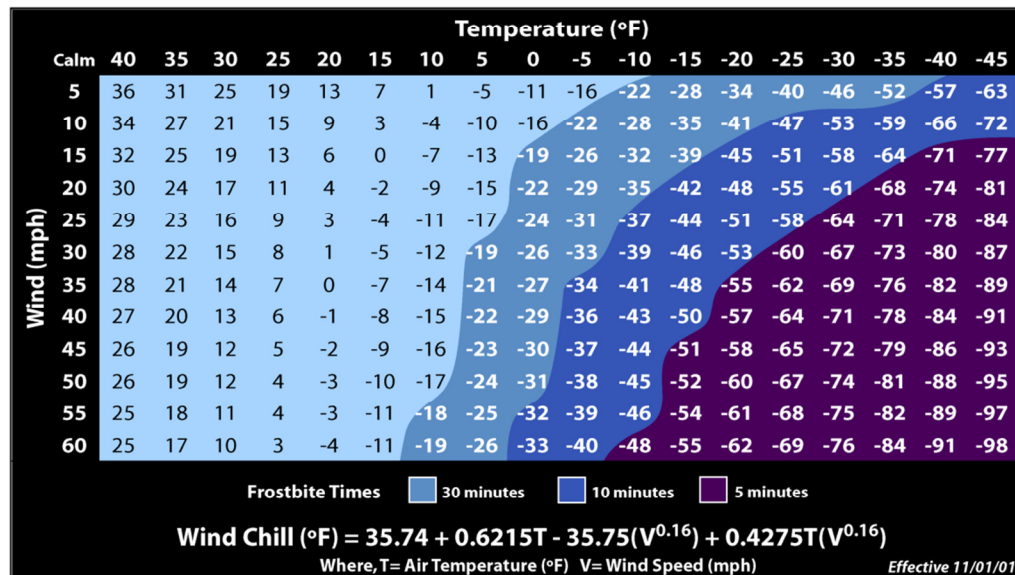 Temperature (ºF)
Calm 40 35 30 25 20 15 10 5 0 -5 -10 -15 -20 -25 -30 -35 -40 -45
Wind (mph)
5 36 31 25 19 13 7 1 -5 -11 -16 -22 -28 -34 -40 -46 -52 -57 -63
10 34 27 21 15 9 3 -4 -10 -16 -22 -28 -35 -41 -47 -53 -59 -66 -72
15 32 25 19 13 6 0 -7 -13 -19 -26 -32 -39 -45 -51 -58 -64 -71 -77
20 30 24 17 11 4 -2 -9 -15 -22 -29 -35 -42 -48 -55 -61 -68 -74 -81
25 29 23 16 9 3 -4 -11 -17 -24 -31 -37 -44 -51 -58 -64 -71 -78 -84
30 28 22 15 8 1 -5 -12 -19 -26 -33 -39 -46 -53 -60 -67 -73 -80 -87
35 28 21 14 7 0 -7 -14 -21 -27 -34 -41 -48 -55 -62 -69 -76 -82 -89
40 27 20 13 6 -1 -8 -15 -22 -29 -36 -43 -50 -57 -64 -71 -78 -84 -91
45 26 19 12 5 -2 -9 -16 -23 -30 -37 -44 -51 -58 -65 -72 -79 -86 -93
50 26 19 12 4 -3 -10 -17 -24 -31 -38 -45 -52 -60 -67 -74 -81 -88 -95
55 25 18 11 4 -3 -11 -18 -25 -32 -39 -46 -54 -61 -68 -75 -82 -89 -97
60 25 17 10 3 -4 -11 -19 -26 -33 -40 -48 -55 -62 -69 -76 -84 -91 -98
Frostbite Times 30 minutes 10 minutes 5 minutes
Wind Chill (ºF) = 35.74 + 0.6215T - 35.75(V^0.16) + 0.4275T(V^0.16)
Where, T= Air Temperature (ºF) V= Wind Speed (mph)
Effective 11/01/01